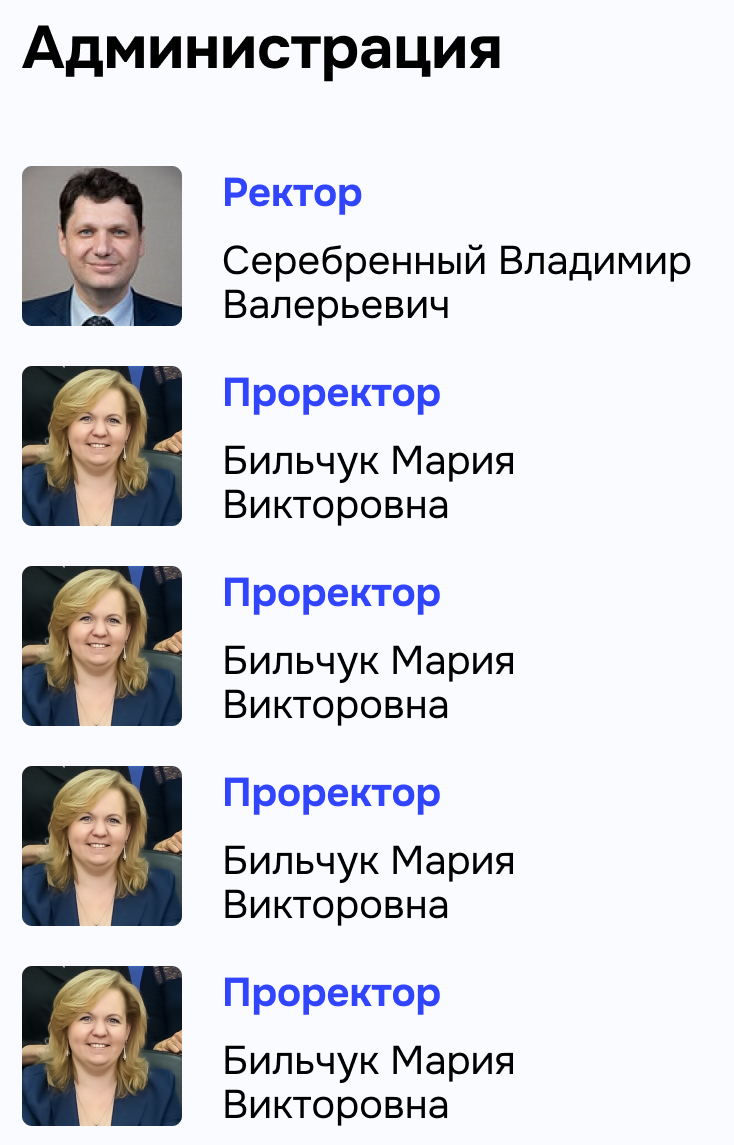 Администрация
Ректор
Серебренный Владимир
Валерьевич
Проректор
Бильчук Мария
Викторовна
Проректор
Бильчук Мария
Викторовна
Проректор
Бильчук Мария
Викторовна
Проректор
Бильчук Мария
Викторовна